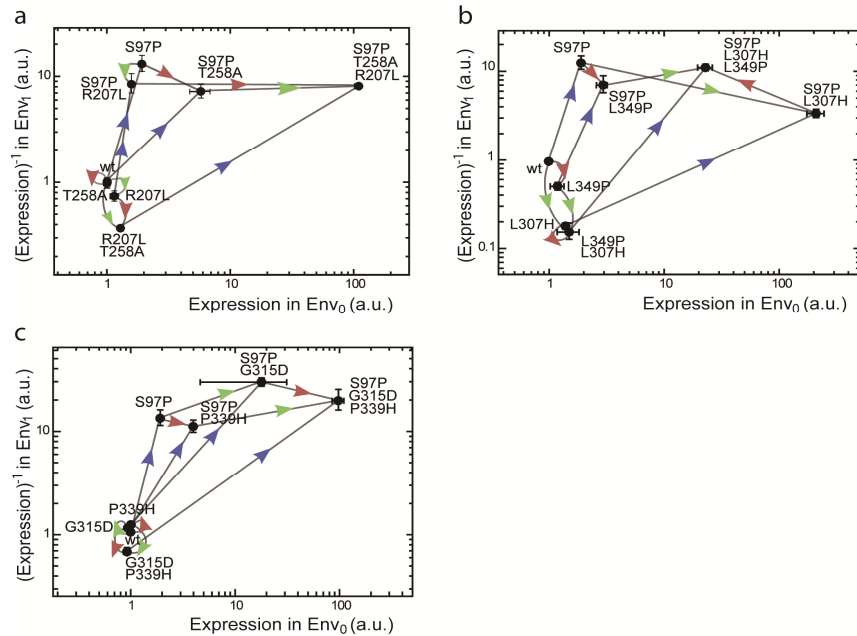 a
(Expression)-1 in Env1 (a.u.)
10
1
S97P
S97P
R207L
S97P
T258A
S97P
T258A
R207L
wt
T258A
R207L
R207L
T258A
1
10
100
Expression in Env0 (a.u.)
b
(Expression)-1 in Env1 (a.u.)
10
1
0.1
S97P
S97P
L307H
L349P
S97P
L349P
S97P
L307H
wt
L349P
L307H
L349P
L307H
1
10
100
Expression in Env0 (a.u.)
c
(Expression)-1 in Env1 (a.u.)
10
1
S97P
G315D
S97P
S97P
P339H
S97P
G315D
P339H
P339H
G315D
wt
G315D
P339H
1
10
100
Expression in Env0 (a.u.)